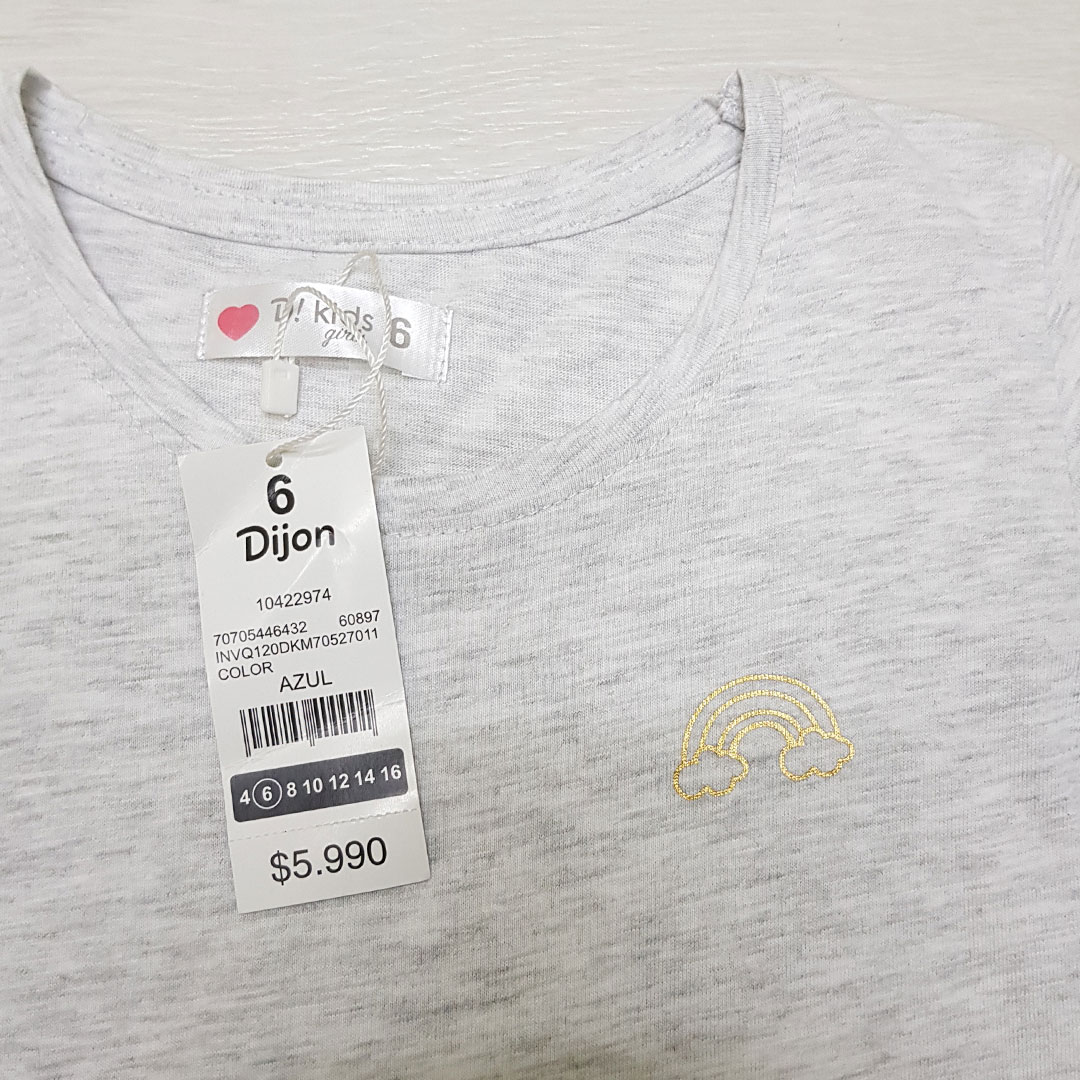 D! kids
girls
6
6
Dijon
10422974
70705446432 60897
INVQ120DKM70527011
COLOR
AZUL
4 6 8 10 12 14 16
$5.990